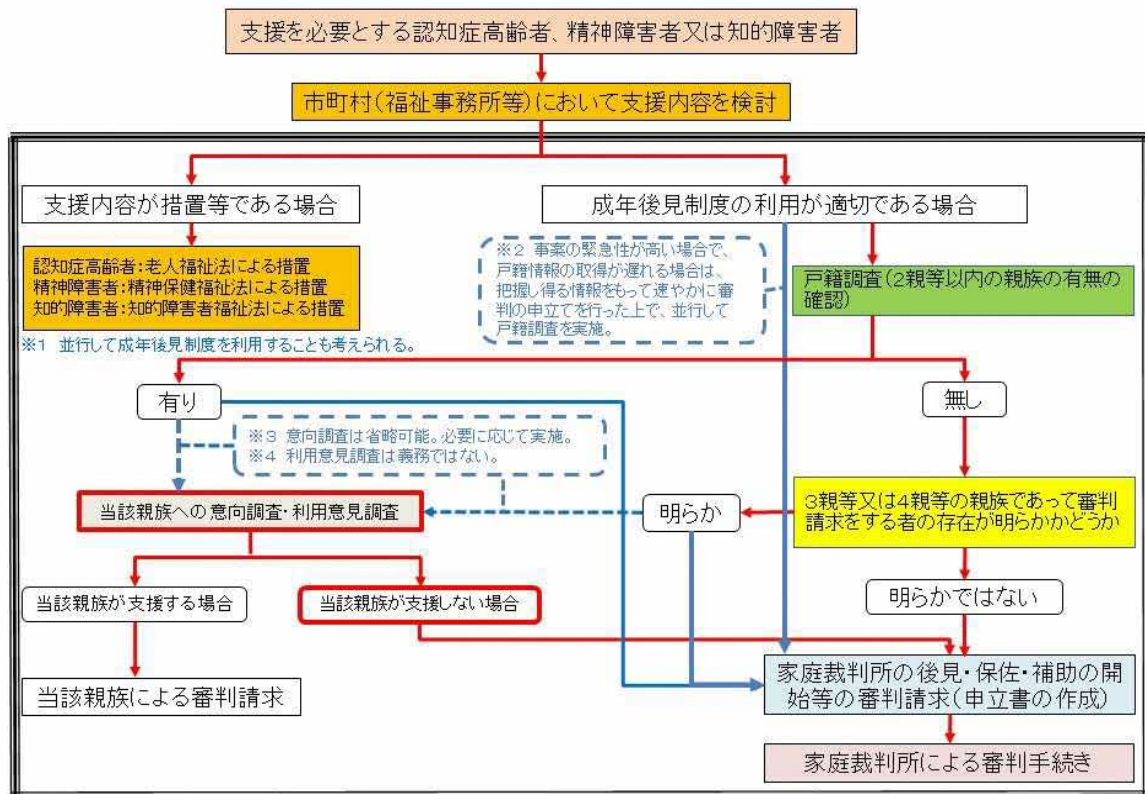 支援を必要とする認知症高齢者、精神障害者又は知的障害者
市町村(福祉事務所等)において支援内容を検討
支援内容が措置等である場合
成年後見制度の利用が適切である場合
認知症高齢者:老人福祉法による措置
精神障害者:精神保健福祉法による措置
知的障害者:知的障害者福祉法による措置
※1 並行して成年後見制度を利用することも考えられる。
※2 事案の緊急性が高い場合で、
戸籍情報の取得が遅れる場合は、
把握し得る情報をもって速やかに審
判の申立てを行った上で、並行して
戸籍調査を実施。
戸籍調査(2親等以内の親族の有無の
確認)
有り
無し
※3 意向調査は省略可能。必要に応じて実施。
※4 利用意見調査は義務ではない。
当該親族への意向調査・利用意見調査
明らか
3親等又は4親等の親族であって審判
請求をする者の存在が明らかかどうか
当該親族が支援する場合
当該親族が支援しない場合
明らかではない
当該親族による審判請求
家庭裁判所の後見・保佐・補助の開
始等の審判請求(申立書の作成)
家庭裁判所による審判手続き